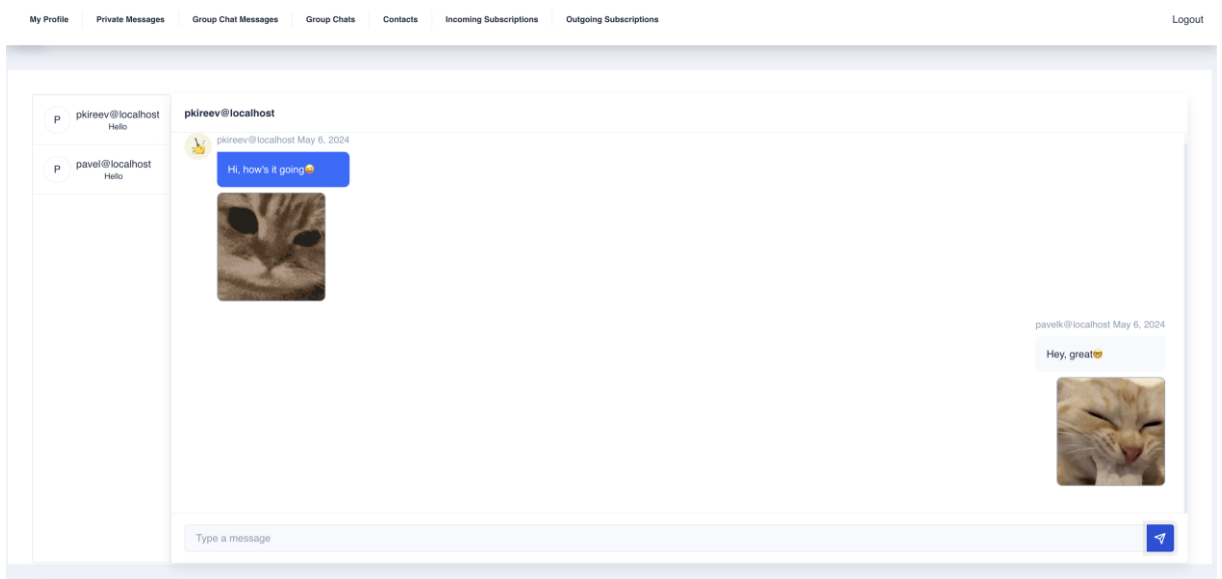 My Profile Private Messages Group Chat Messages Group Chats Contacts Incoming Subscriptions Outgoing Subscriptions Logout
P pkireev@localhost
Hello
P pavel@localhost
Hello
pkireev@localhost
pkireev@localhost May 6, 2024
Hi, how's it going😜
pavelk@localhost May 6, 2024
Hey, great🤓
Type a message